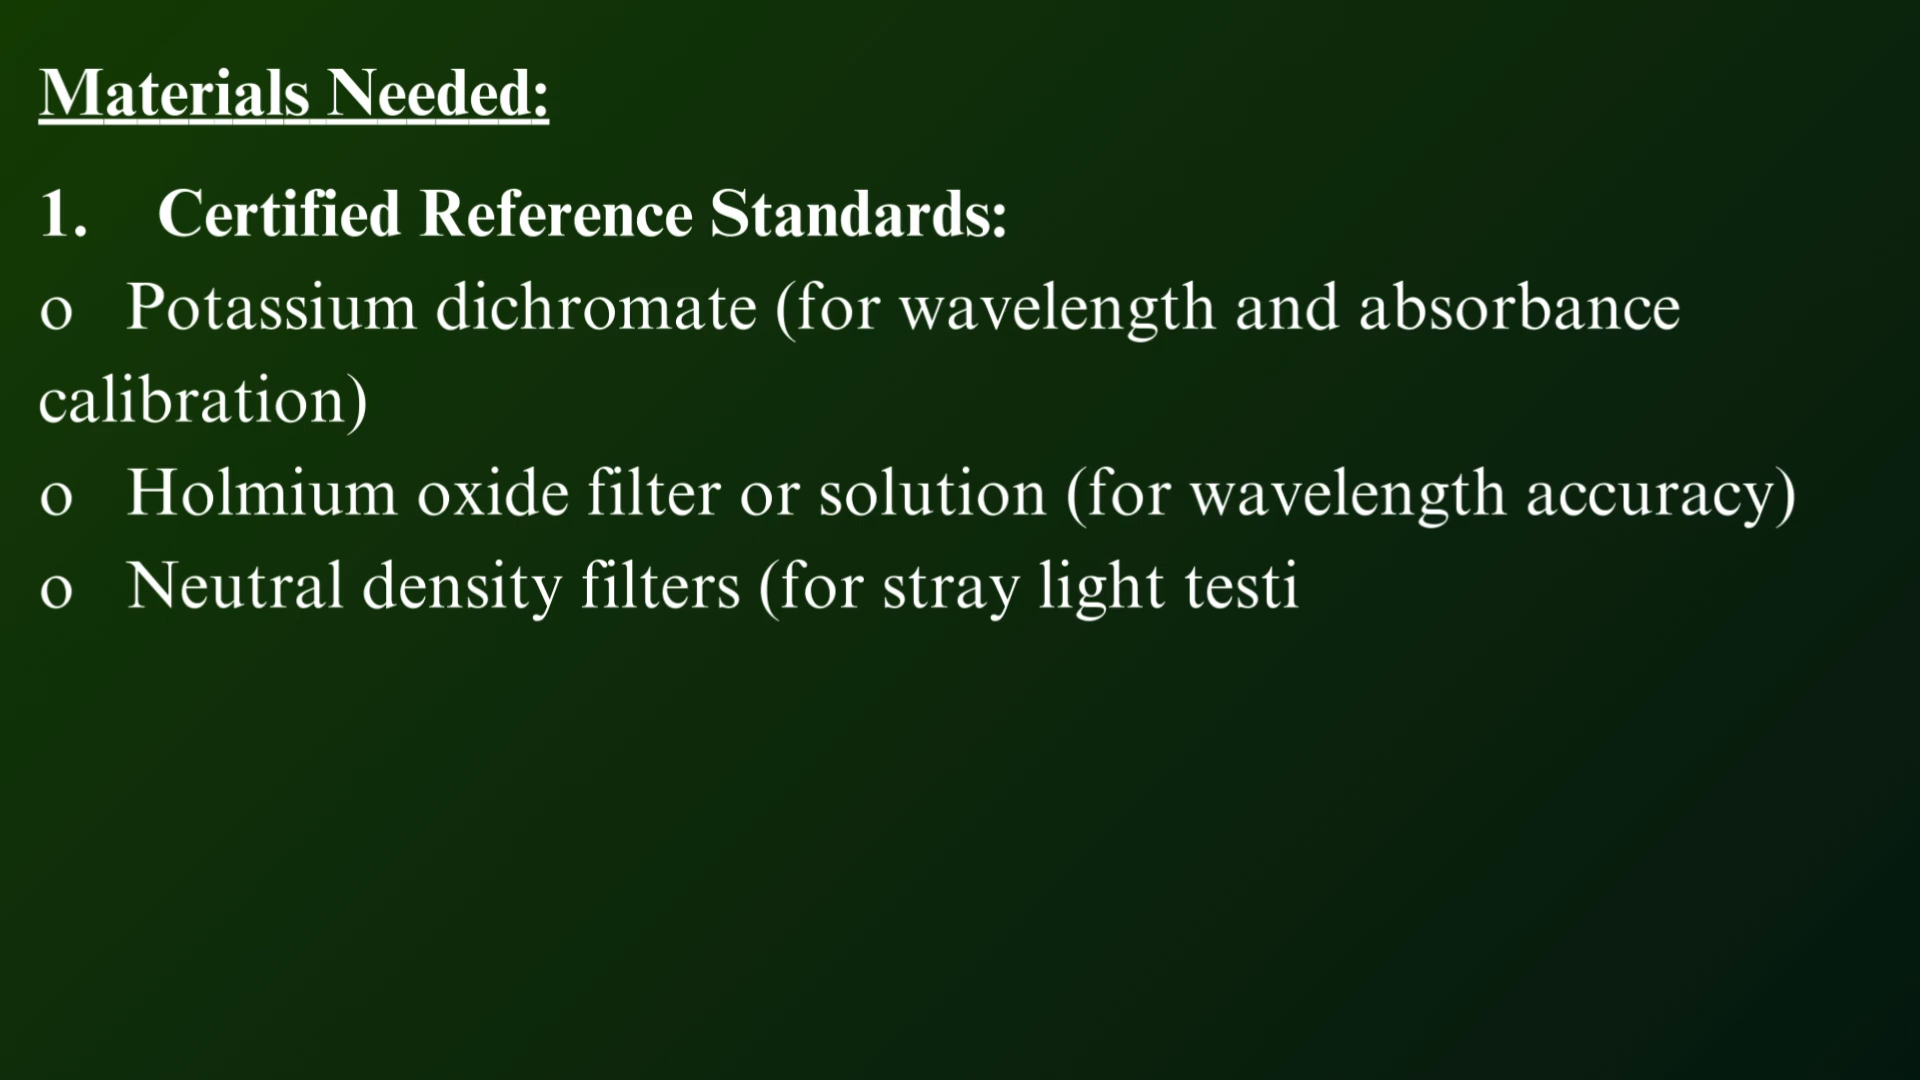 Materials Needed:
1. Certified Reference Standards:
o Potassium dichromate (for wavelength and absorbance
calibration)
o Holmium oxide filter or solution (for wavelength accuracy)
o Neutral density filters (for stray light testi